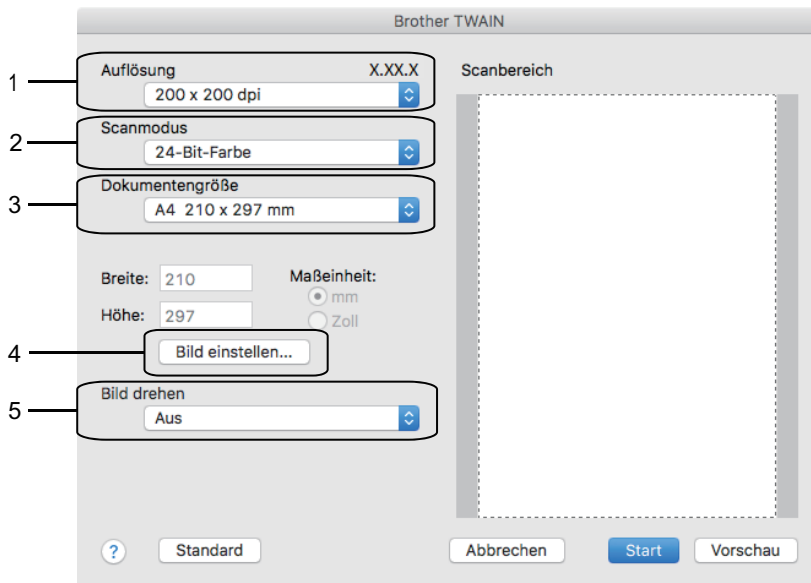 Brother TWAIN
1
Auflösung X.XX.X
200 x 200 dpi
2
Scanmodus
24-Bit-Farbe
3
Dokumentengröße
A4 210 x 297 mm
Breite: 210
Höhe: 297
Maßeinheit:
mm
Zoll
4
Bild einstellen...
5
Bild drehen
Aus
Scanbereich
?
Standard
Abbrechen
Start
Vorschau